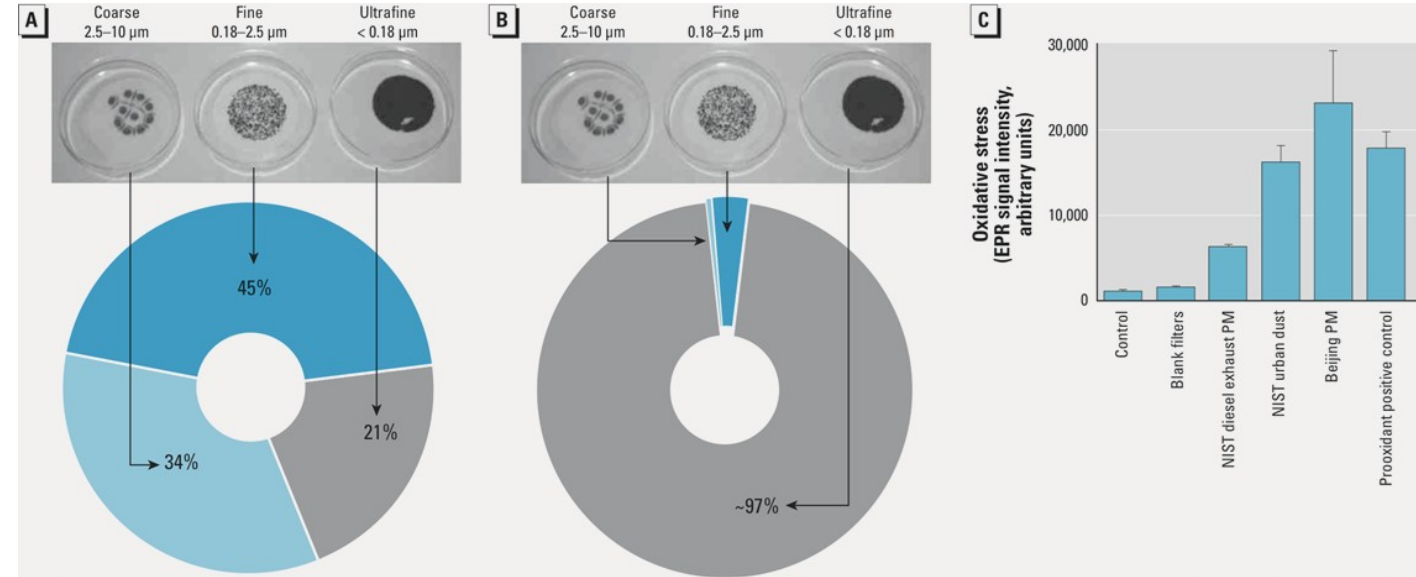 A
Coarse
2.5–10 µm
Fine
0.18–2.5 µm
Ultrafine
< 0.18 µm
45%
21%
34%
B
Coarse
2.5–10 µm
Fine
0.18–2.5 µm
Ultrafine
< 0.18 µm
~97%
C
Oxidative stress
(EPR signal intensity,
arbitrary units)
30,000
20,000
10,000
0
Control
Blank filters
NIST diesel exhaust PM
NIST urban dust
Beijing PM
Prooxidant positive control